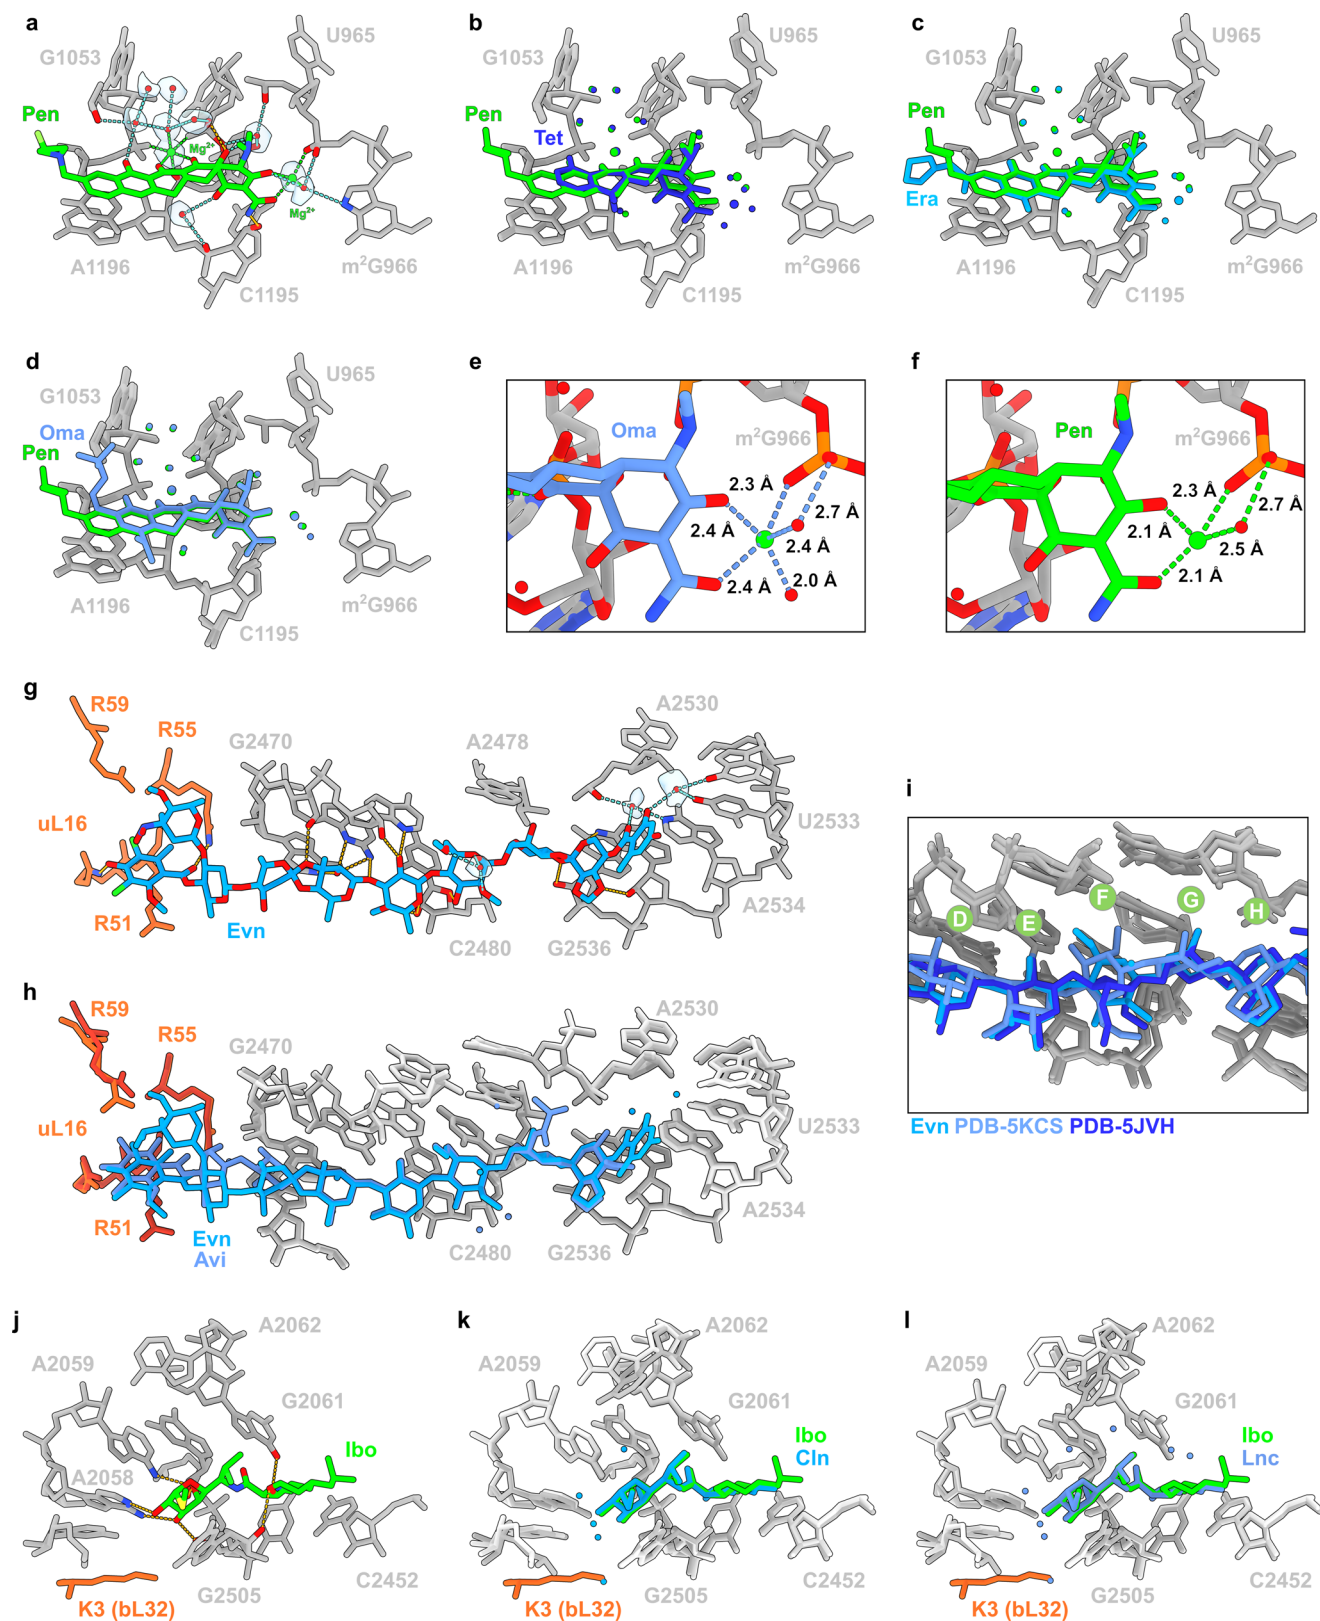 a
G1053
U965
Pen
Mg2+
Mg2+
A1196
C1195
m2G966
b
G1053
U965
Pen
Tet
A1196
C1195
m2G966
c
G1053
U965
Pen
Era
A1196
C1195
m2G966
d
G1053
U965
Oma
Pen
A1196
C1195
m2G966
e
Oma
m2G966
2.3 Å
2.7 Å
2.4 Å
2.4 Å
2.4 Å
2.0 Å
f
Pen
m2G966
2.3 Å
2.7 Å
2.1 Å
2.5 Å
2.1 Å
g
R59
R55
G2470
A2478
A2530
uL16
U2533
R51
Evn
C2480
G2536
A2534
h
R59
R55
G2470
A2530
uL16
U2533
R51
Evn
Avi
C2480
G2536
A2534
i
D
E
F
G
H
Evn PDB-5KCS PDB-5JVH
j
A2062
A2059
G2061
Ibo
A2058
G2505
C2452
K3 (bL32)
k
A2062
A2059
G2061
Ibo
Cln
G2505
C2452
K3 (bL32)
l
A2062
A2059
G2061
Ibo
Lnc
G2505
C2452
K3 (bL32)